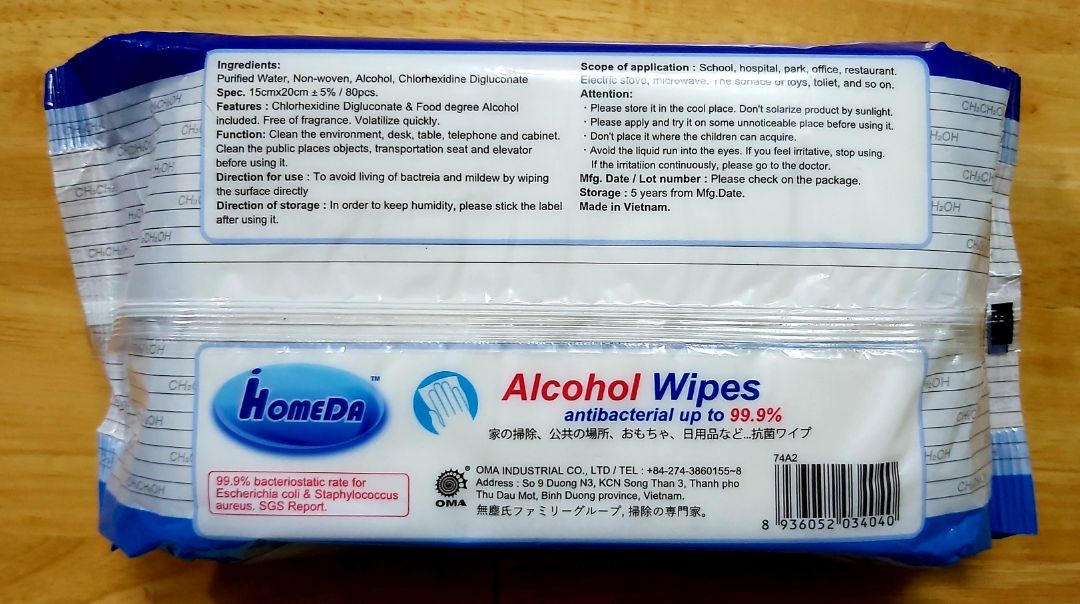 Ingredients:
Purified Water, Non-woven, Alcohol, Chlorhexidine Digluconate
Spec. 15cmx20cm ± 5% / 80pcs.
Features : Chlorhexidine Digluconate & Food degree Alcohol
included. Free of fragrance. Volatilize quickly.
Function: Clean the environment, desk, table, telephone and cabinet.
Clean the public places objects, transportation seat and elevator
before using it.
Direction for use : To avoid living of bactreia and mildew by wiping
the surface directly
Direction of storage : In order to keep humidity, please stick the label
after using it.
Scope of application : School, hospital, park, office, restaurant.
Electric stove, microwave. The surface of toys, toliet, and so on.
Attention:
· Please store it in the cool place. Don't solarize product by sunlight.
· Please apply and try it on some unnoticeable place before using it.
· Don't place it where the children can acquire.
· Avoid the liquid run into the eyes. If you feel irritative, stop using.
If the irritatiion continuously, please go to the doctor.
Mfg. Date / Lot number : Please check on the package.
Storage : 5 years from Mfg.Date.
Made in Vietnam.
iHOMEDA™
Alcohol Wipes
antibacterial up to 99.9%
家の掃除、公共の場所、おもちゃ、日用品など...抗菌ワイプ
99.9% bacteriostatic rate for
Escherichia coli & Staphylococcus
aureus, SGS Report.
OMA®
OMA INDUSTRIAL CO., LTD / TEL : +84-274-3860155~8
Address : So 9 Duong N3, KCN Song Than 3, Thanh pho
Thu Dau Mot, Binh Duong province, Vietnam.
無塵氏ファミリーグループ, 掃除の専門家。
74A2
8 936052 034040